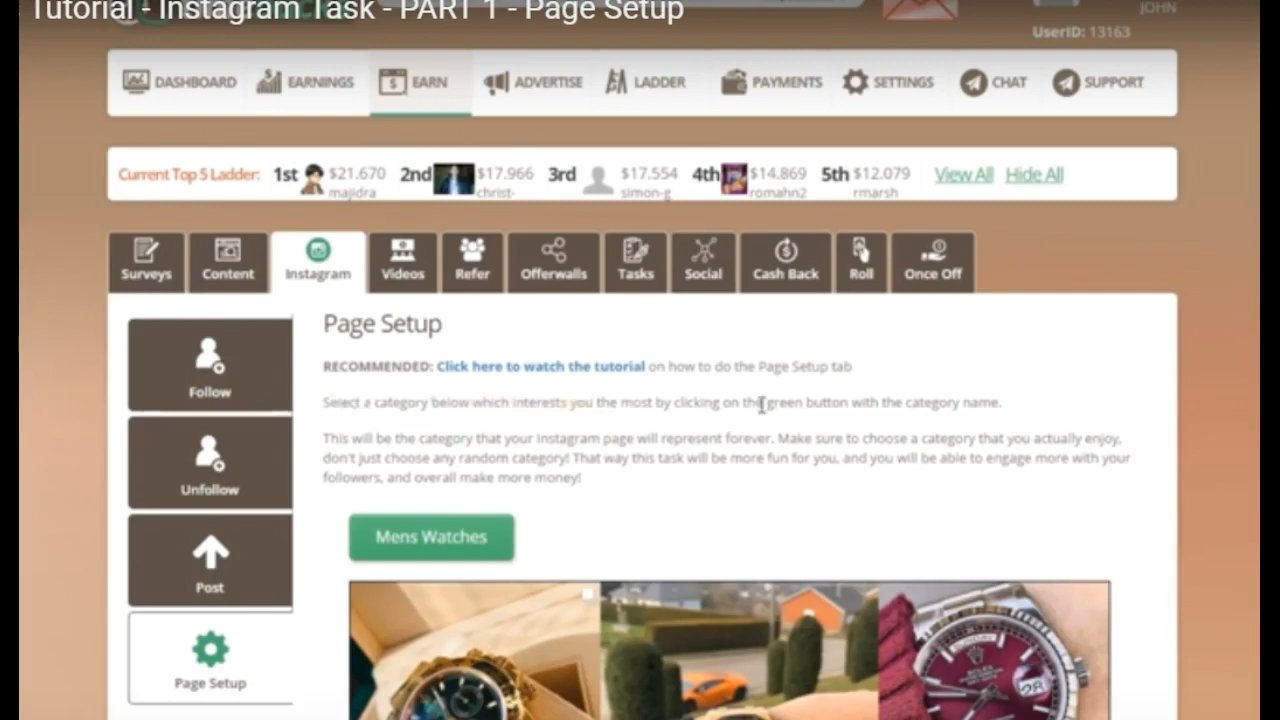 Tutorial - Instagram Task - PART 1 - Page Setup
JOHN
UserID: 13163
DASHBOARD EARNINGS EARN ADVERTISE LADDER PAYMENTS SETTINGS CHAT SUPPORT
Current Top 5 Ladder: 1st $21.670 2nd $17.966 3rd $17.554 4th $14.869 5th $12.079 View All Hide All
majidra christ- simon-g romahn2 rmarsh
Surveys Content Instagram Videos Refer Offerwalls Tasks Social Cash Back Roll Once Off
Page Setup
RECOMMENDED: Click here to watch the tutorial on how to do the Page Setup tab
Select a category below which interests you the most by clicking on the green button with the category name.
This will be the category that your Instagram page will represent forever. Make sure to choose a category that you actually enjoy,
don't just choose any random category! That way this task will be more fun for you, and you will be able to engage more with your
followers, and overall make more money!
Mens Watches
Follow
Unfollow
Post
Page Setup
ROLEX
28